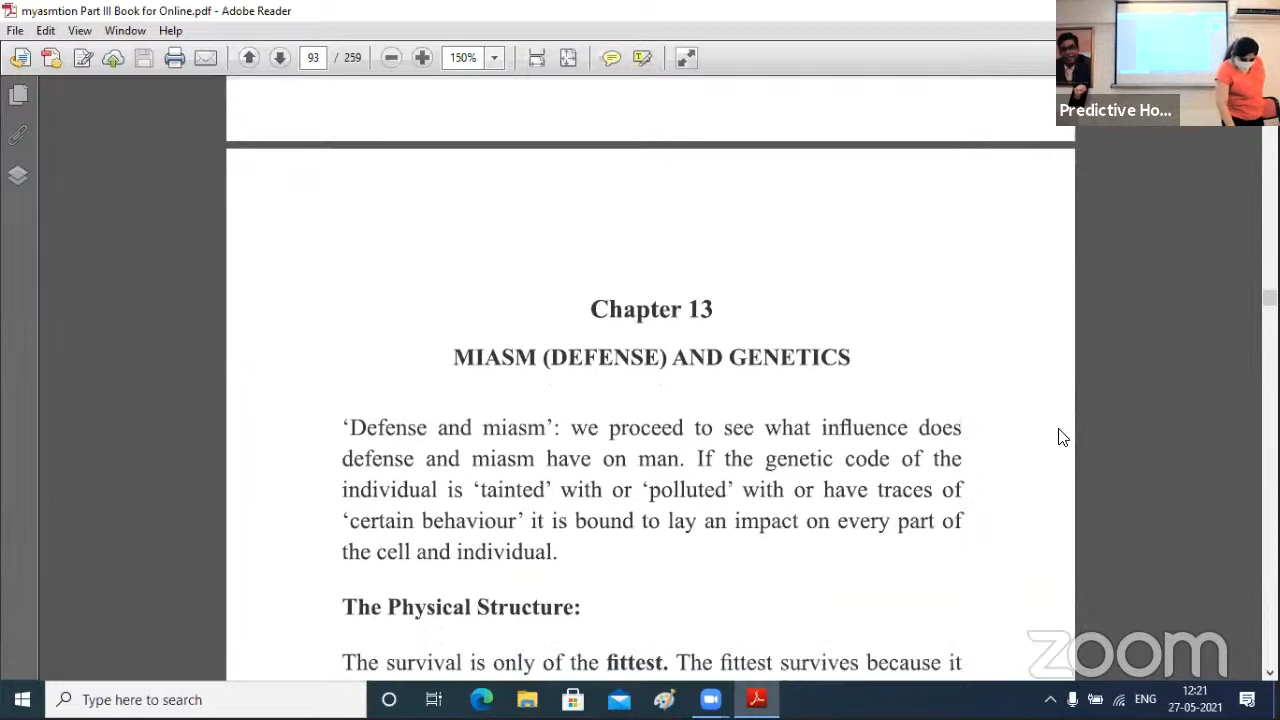 myasmtion Part III Book for Online.pdf - Adobe Reader
File Edit View Window Help
93 / 259 150%
Predictive Ho...
Chapter 13
MIASM (DEFENSE) AND GENETICS
‘Defense and miasm’: we proceed to see what influence does
defense and miasm have on man. If the genetic code of the
individual is ‘tainted’ with or ‘polluted’ with or have traces of
‘certain behaviour’ it is bound to lay an impact on every part of
the cell and individual.
The Physical Structure:
The survival is only of the fittest. The fittest survives because it
zoom
Type here to search
ENG
12:21
27-05-2021